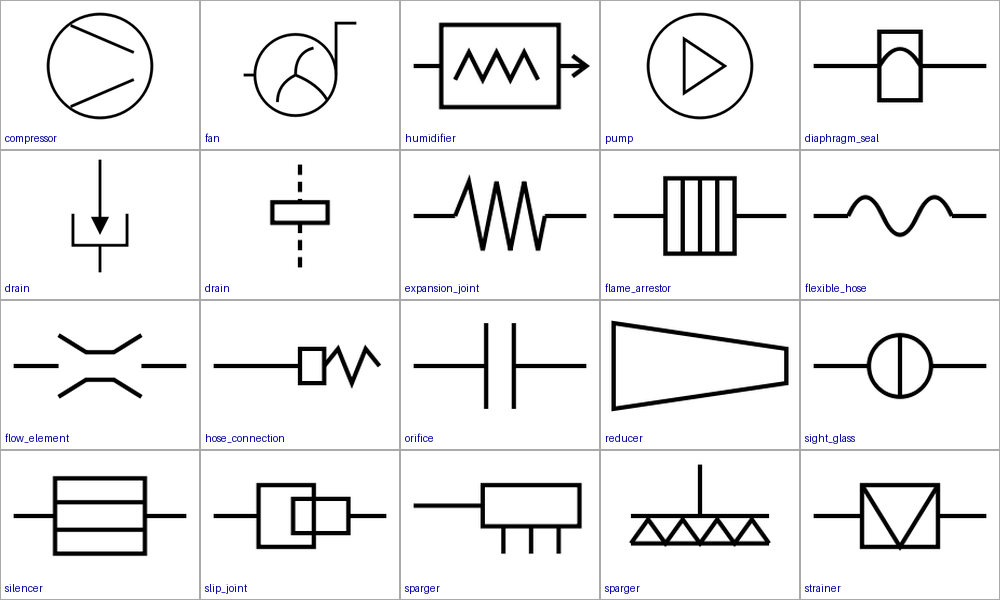 compressor
fan
humidifier
pump
diaphragm_seal
drain
drain
expansion_joint
flame_arrestor
flexible_hose
flow_element
hose_connection
orifice
reducer
sight_glass
silencer
slip_joint
sparger
sparger
strainer